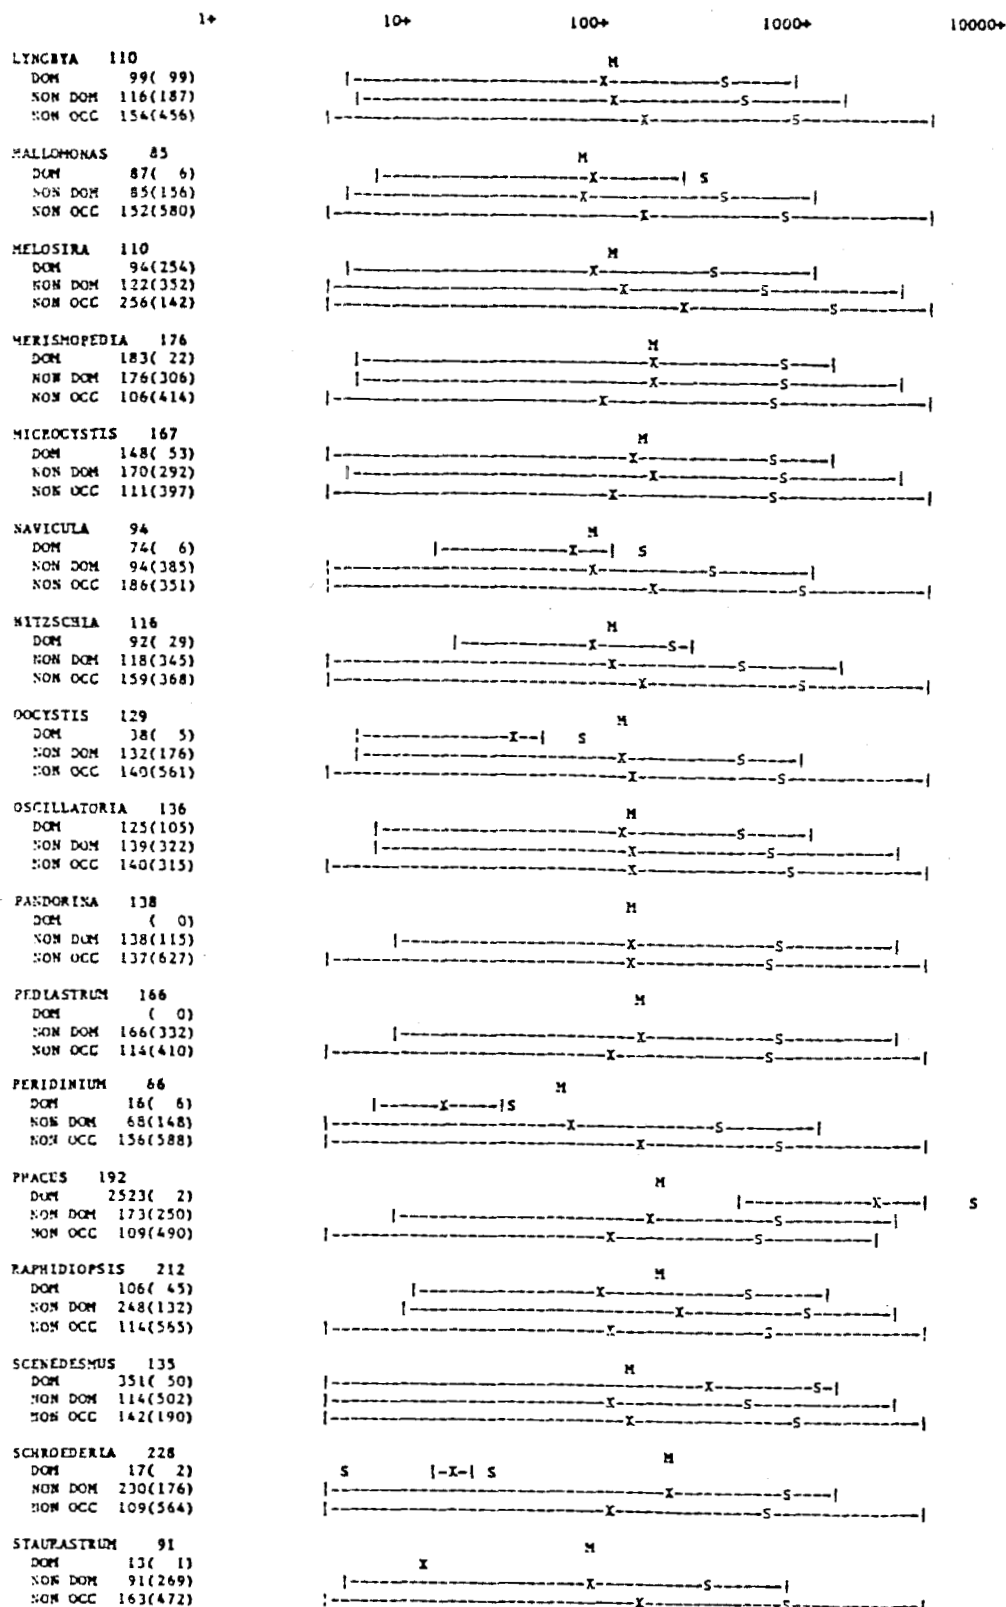 1+ 10+ 100+ 1000+ 10000+
LYNGBYA 110 M
DOM 99( 99) |---X---S---|
NON DOM 116(187) |---X---S---|
NON OCC 154(456) |---X---S---|
MALLOMONAS 85 M
DOM 87( 6) |---X---| S
NON DOM 85(156) |---X---S---|
NON OCC 152(580) |---X---S---|
MELOSIRA 110 M
DOM 94(254) |---X---S---|
NON DOM 122(352) |---X---S---|
NON OCC 256(142) |---X---S---|
MERISMOPEDIA 176 M
DOM 183( 22) |---X---S---|
NON DOM 176(306) |---X---S---|
NON OCC 106(414) |---X---S---|
MICROCYSTIS 167 M
DOM 148( 53) |---X---S---|
NON DOM 170(292) |---X---S---|
NON OCC 111(397) |---X---S---|
NAVICULA 94 M
DOM 74( 6) |---X---| S
NON DOM 94(385) |---X---S---|
NON OCC 186(351) |---X---S---|
NITZSCHIA 116 M
DOM 92( 29) |---X---S-|
NON DOM 118(345) |---X---S---|
NON OCC 159(368) |---X---S---|
OOCYSTIS 129 M
DOM 38( 5) |---X--| S
NON DOM 132(176) |---X---S---|
NON OCC 140(561) |---X---S---|
OSCILLATORIA 136 M
DOM 125(105) |---X---S---|
NON DOM 139(322) |---X---S---|
NON OCC 140(315) |---X---S---|
PANDORINA 138 M
DOM ( 0)
NON DOM 138(115) |---X---S---|
NON OCC 137(627) |---X---S---|
PEDIASTRUM 166 M
DOM ( 0)
NON DOM 166(332) |---X---S---|
NON OCC 114(410) |---X---S---|
PERIDINIUM 66 M
DOM 16( 6) |---X---|S
NON DOM 68(148) |---X---S---|
NON OCC 156(588) |---X---S---|
PHACUS 192 M
DOM 2523( 2) |---X---| S
NON DOM 173(250) |---X---S---|
NON OCC 109(490) |---X---S---|
RAPHIDIOPSIS 212 M
DOM 106( 45) |---X---S---|
NON DOM 248(132) |---X---S---|
NON OCC 114(565) |---X---S---|
SCENEDESMUS 135 M
DOM 351( 50) |---X---S-|
NON DOM 114(502) |---X---S---|
NON OCC 142(190) |---X---S---|
SCHROEDERIA 228 M
DOM 17( 2) S |-X-| S
NON DOM 230(176) |---X---S---|
NON OCC 109(564) |---X---S---|
STAURASTRUM 91 M
DOM 13( 1) X
NON DOM 91(269) |---X---S---|
NON OCC 163(472) |---X---S---|